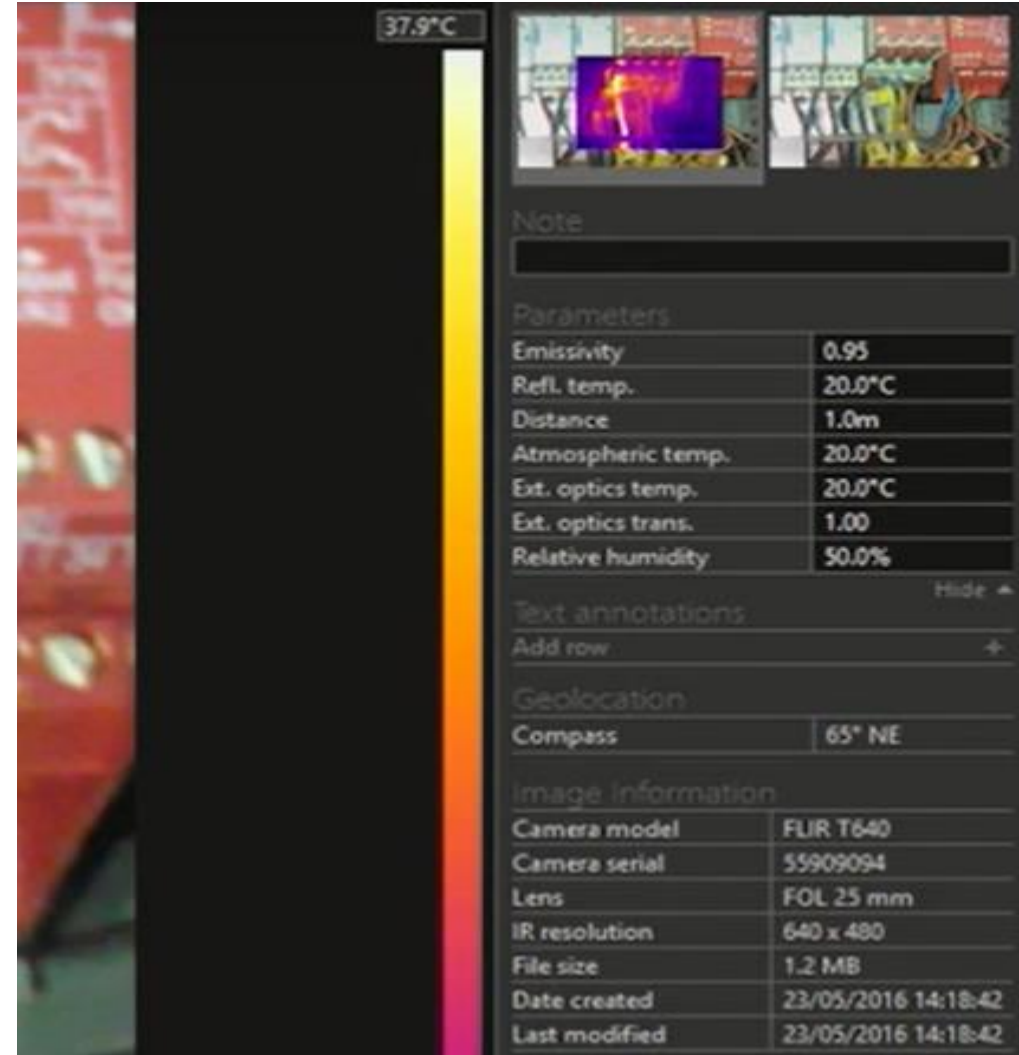 37.9°C
Note
Parameters
Emissivity 0.95
Refl. temp. 20.0°C
Distance 1.0m
Atmospheric temp. 20.0°C
Ext. optics temp. 20.0°C
Ext. optics trans. 1.00
Relative humidity 50.0%
Hide
Text annotations
Add row +
Geolocation
Compass 65° NE
Image Information
Camera model FLIR T640
Camera serial 55909094
Lens FOL 25 mm
IR resolution 640 x 480
File size 1.2 MB
Date created 23/05/2016 14:18:42
Last modified 23/05/2016 14:18:42